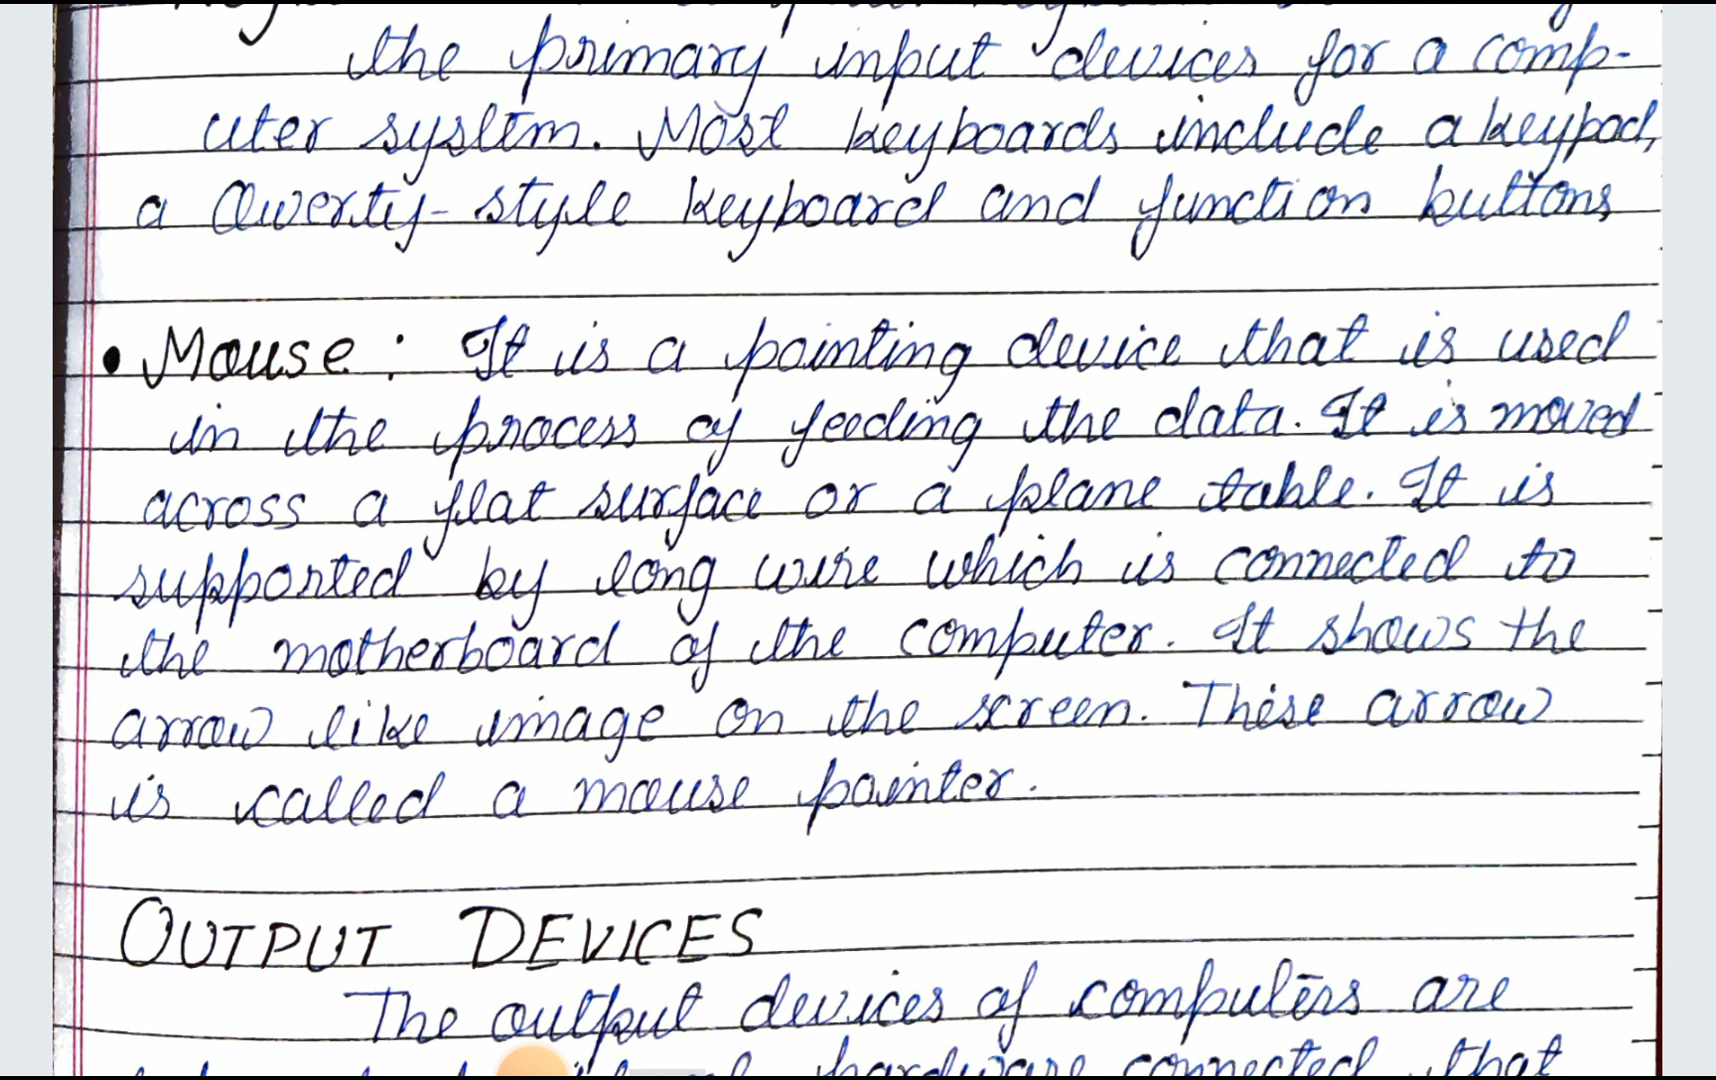 the primary input devices for a comp-
uter system. Most keyboards include a keypad,
a Qwerty-style keyboard and function buttons
• Mouse : It is a pointing device that is used
in the process of feeding the data. It is moved
across a flat surface or a plane table. It is
supported by long wire which is connected to
the motherboard of the computer. It shows the
arrow like image on the screen. These arrow
is called a mouse pointer.
OUTPUT DEVICES
The output devices of computers are
hardware connected that